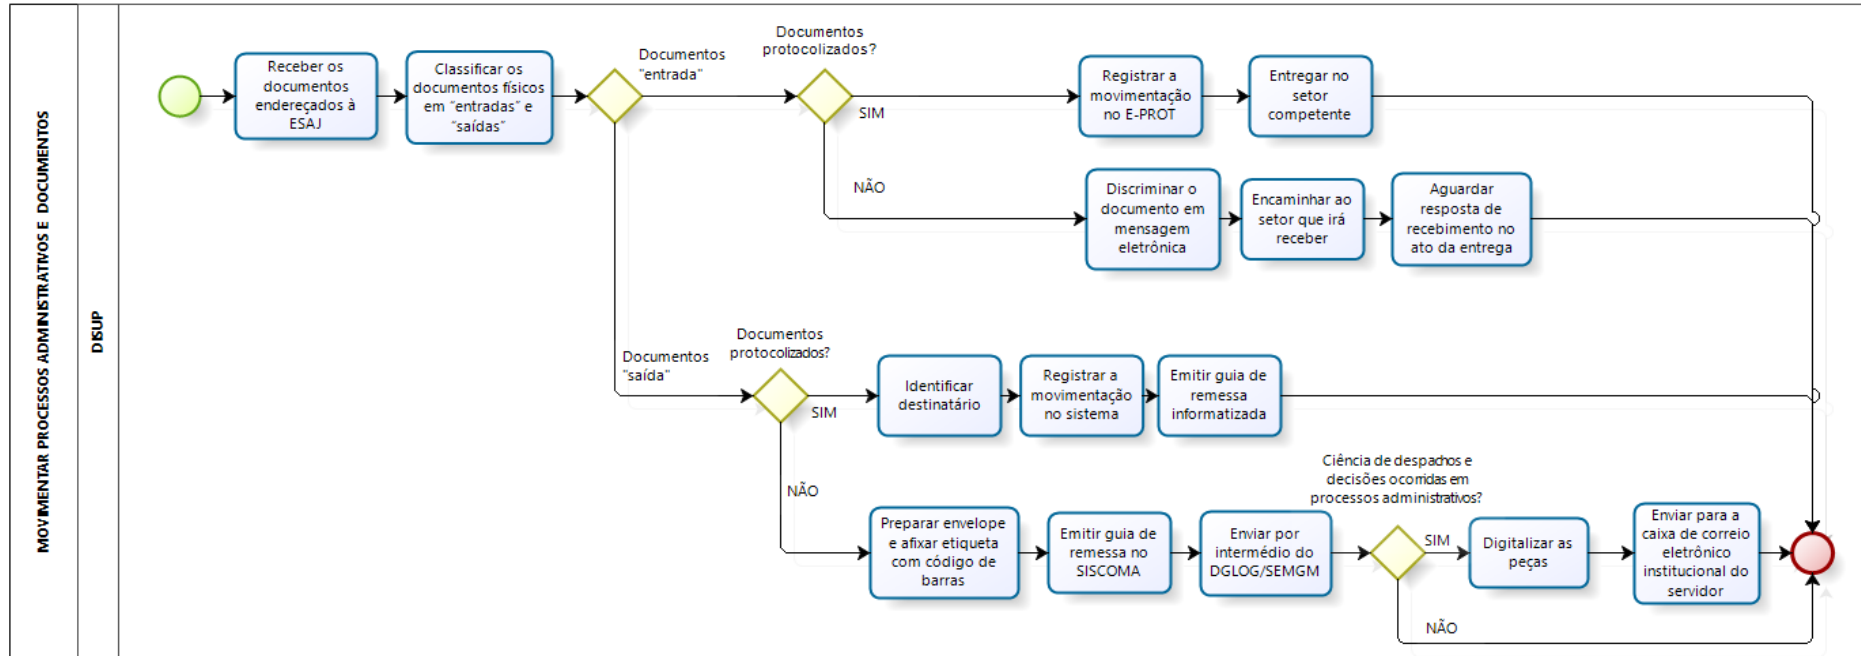 MOVIMENTAR PROCESSOS ADMINISTRATIVOS E DOCUMENTOS
DISUP
Receber os
documentos
endereçados à
ESAJ
Classificar os
documentos físicos
em "entradas" e
"saídas"
Documentos
"entrada"
Documentos
protocolizados?
SIM
Registrar a
movimentação
no E-PROT
Entregar no
setor
competente
NÃO
Discriminar o
documento em
mensagem
eletrônica
Encaminhar ao
setor que irá
receber
Aguardar
resposta de
recebimento no
ato da entrega
Documentos
"saída"
Documentos
protocolizados?
SIM
Identificar
destinatário
Registrar a
movimentação
no sistema
Emitir guia de
remessa
informatizada
NÃO
Preparar envelope
e afixar etiqueta
com código de
barras
Emitir guia de
remessa no
SISCOMA
Enviar por
intermédio do
DGLOG/SEMGM
Ciência de despachos e
decisões ocorridas em
processos administrativos?
SIM
Digitalizar as
peças
Enviar para a
caixa de correio
eletrônico
institucional do
servidor
NÃO